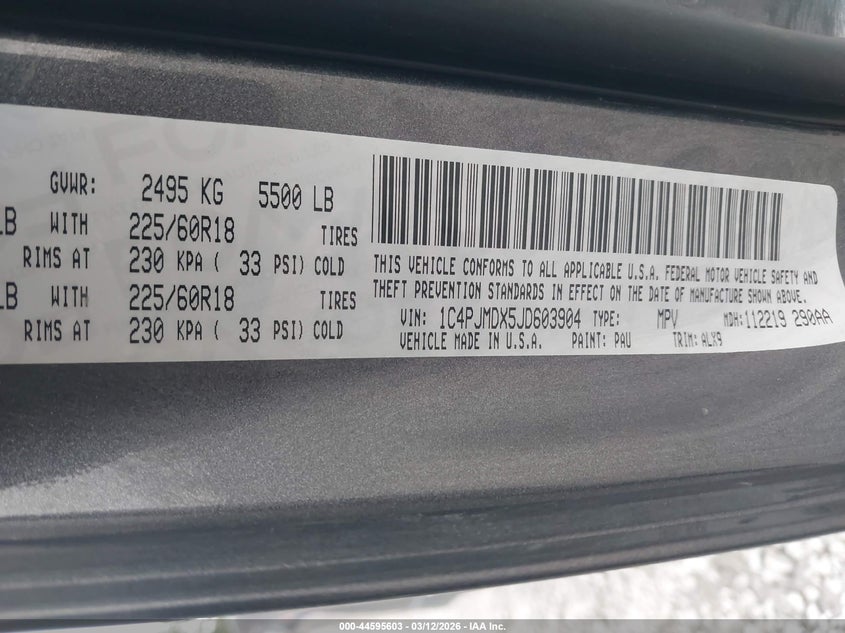 GVWR: 2495 KG 5500 LB
LB WITH 225/60R18 TIRES
RIMS AT 230 KPA ( 33 PSI) COLD
LB WITH 225/60R18 TIRES
RIMS AT 230 KPA ( 33 PSI) COLD
THIS VEHICLE CONFORMS TO ALL APPLICABLE U.S.A. FEDERAL MOTOR VEHICLE SAFETY AND
THEFT PREVENTION STANDARDS IN EFFECT ON THE DATE OF MANUFACTURE SHOWN ABOVE.
VIN: 1C4PJMDX5JD603904 TYPE: MPV MDH:112219 290AA
VEHICLE MADE IN U.S.A. PAINT: PAU TRIM: ALX9
000-44595603 | 03/12/2026 - IAA Inc.